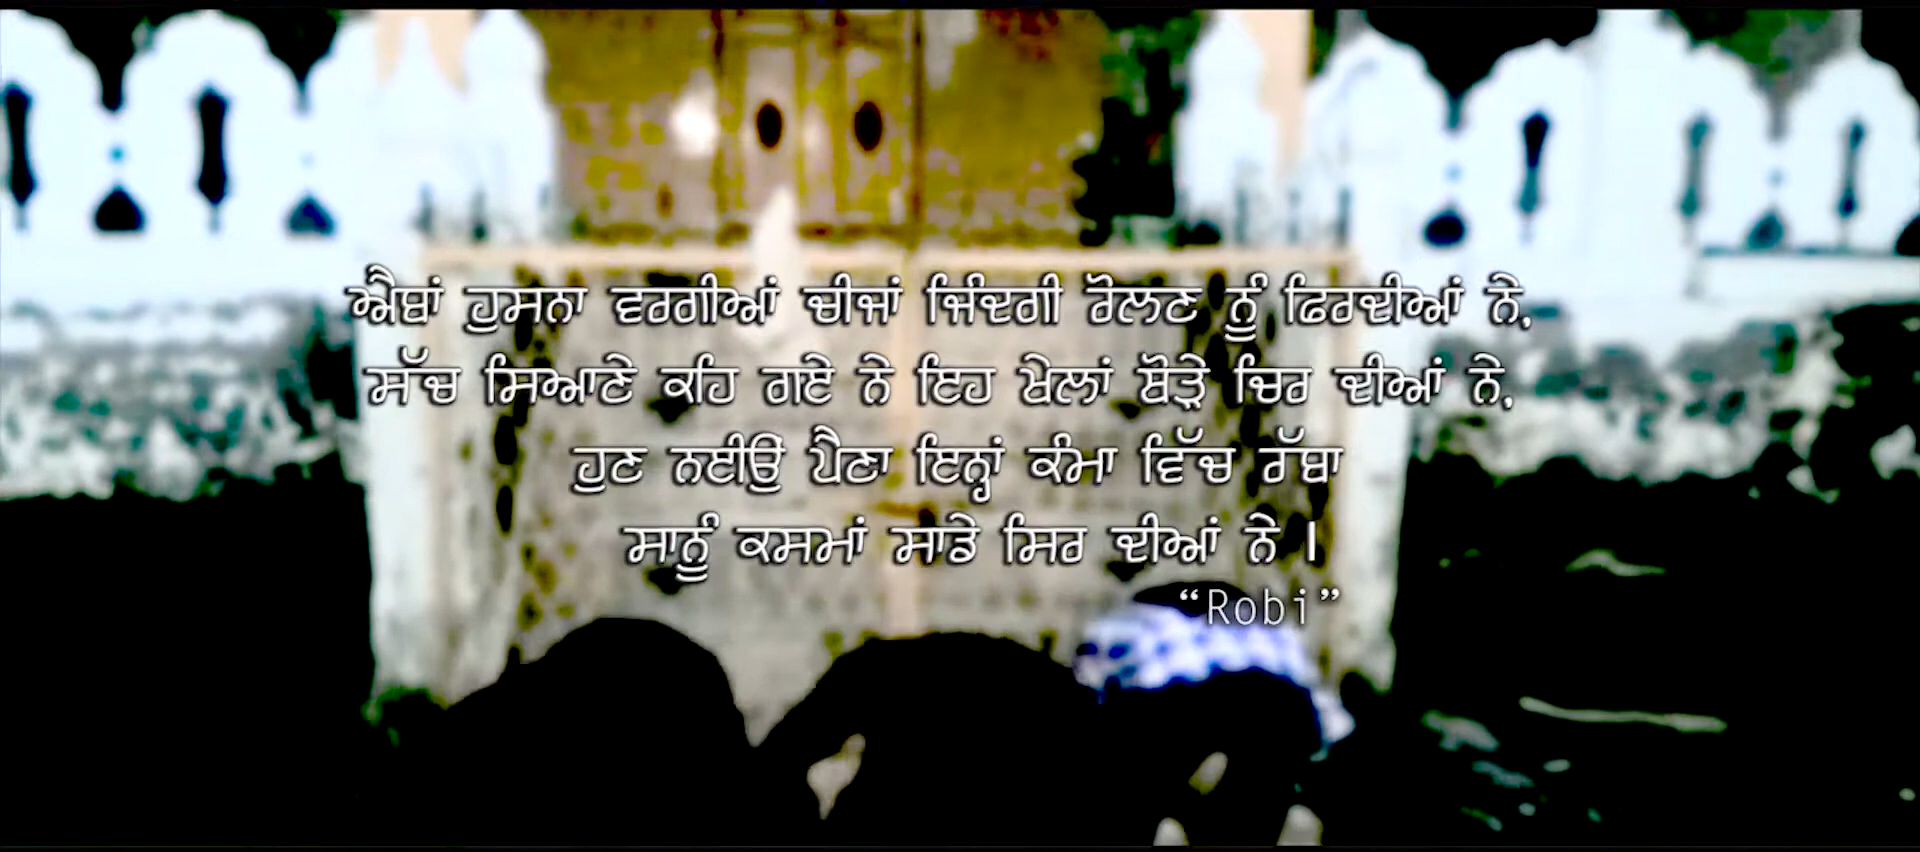 ਐਬਾਂ ਹੁਸਨਾ ਵਰਗੀਆਂ ਚੀਜਾਂ ਜਿੰਦਗੀ ਰੋਲਣ ਨੂੰ ਫਿਰਦੀਆਂ ਨੇ,
ਸੱਚ ਸਿਆਣੇ ਕਹਿ ਗਏ ਨੇ ਇਹ ਖੇਲਾਂ ਥੋੜੇ ਚਿਰ ਦੀਆਂ ਨੇ,
ਹੁਣ ਨਈਓਂ ਪੈਣਾ ਇਨ੍ਹਾਂ ਕੰਮਾ ਵਿੱਚ ਰੱਬਾ
ਸਾਨੂੰ ਕਸਮਾਂ ਸਾਡੇ ਸਿਰ ਦੀਆਂ ਨੇ ।
“Robi”